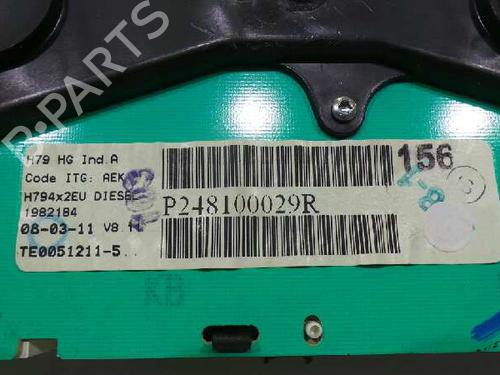 H79 HG Ind.A
Code ITG: AEK
H794x2EU DIESEL
1982184
08-03-11 V8.11
TE0051211-5..
P248100029R
156
B-PARTS
KB